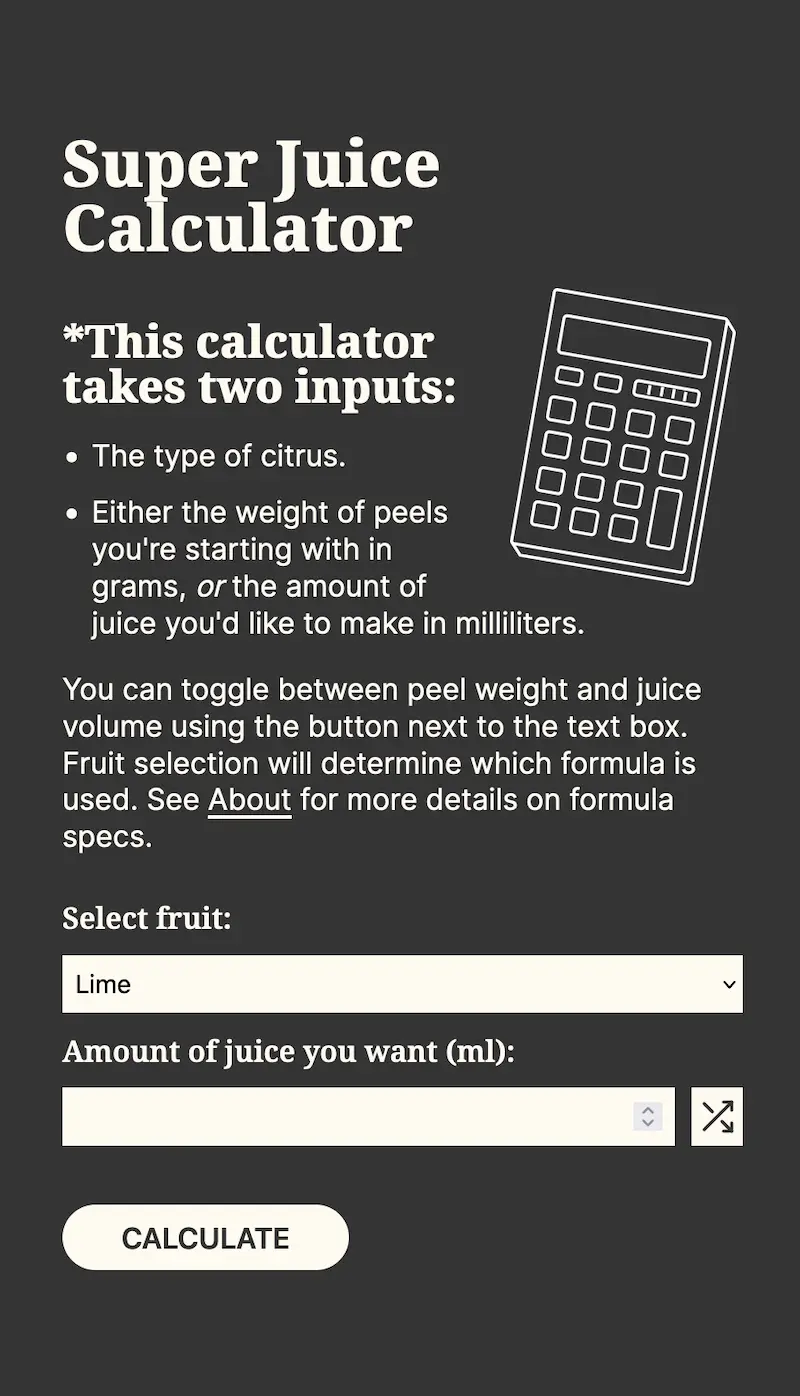 Super Juice
Calculator
*This calculator
takes two inputs:
• The type of citrus.
• Either the weight of peels
you're starting with in
grams, or the amount of
juice you'd like to make in milliliters.
You can toggle between peel weight and juice
volume using the button next to the text box.
Fruit selection will determine which formula is
used. See About for more details on formula
specs.
Select fruit:
Lime
Amount of juice you want (ml):
CALCULATE